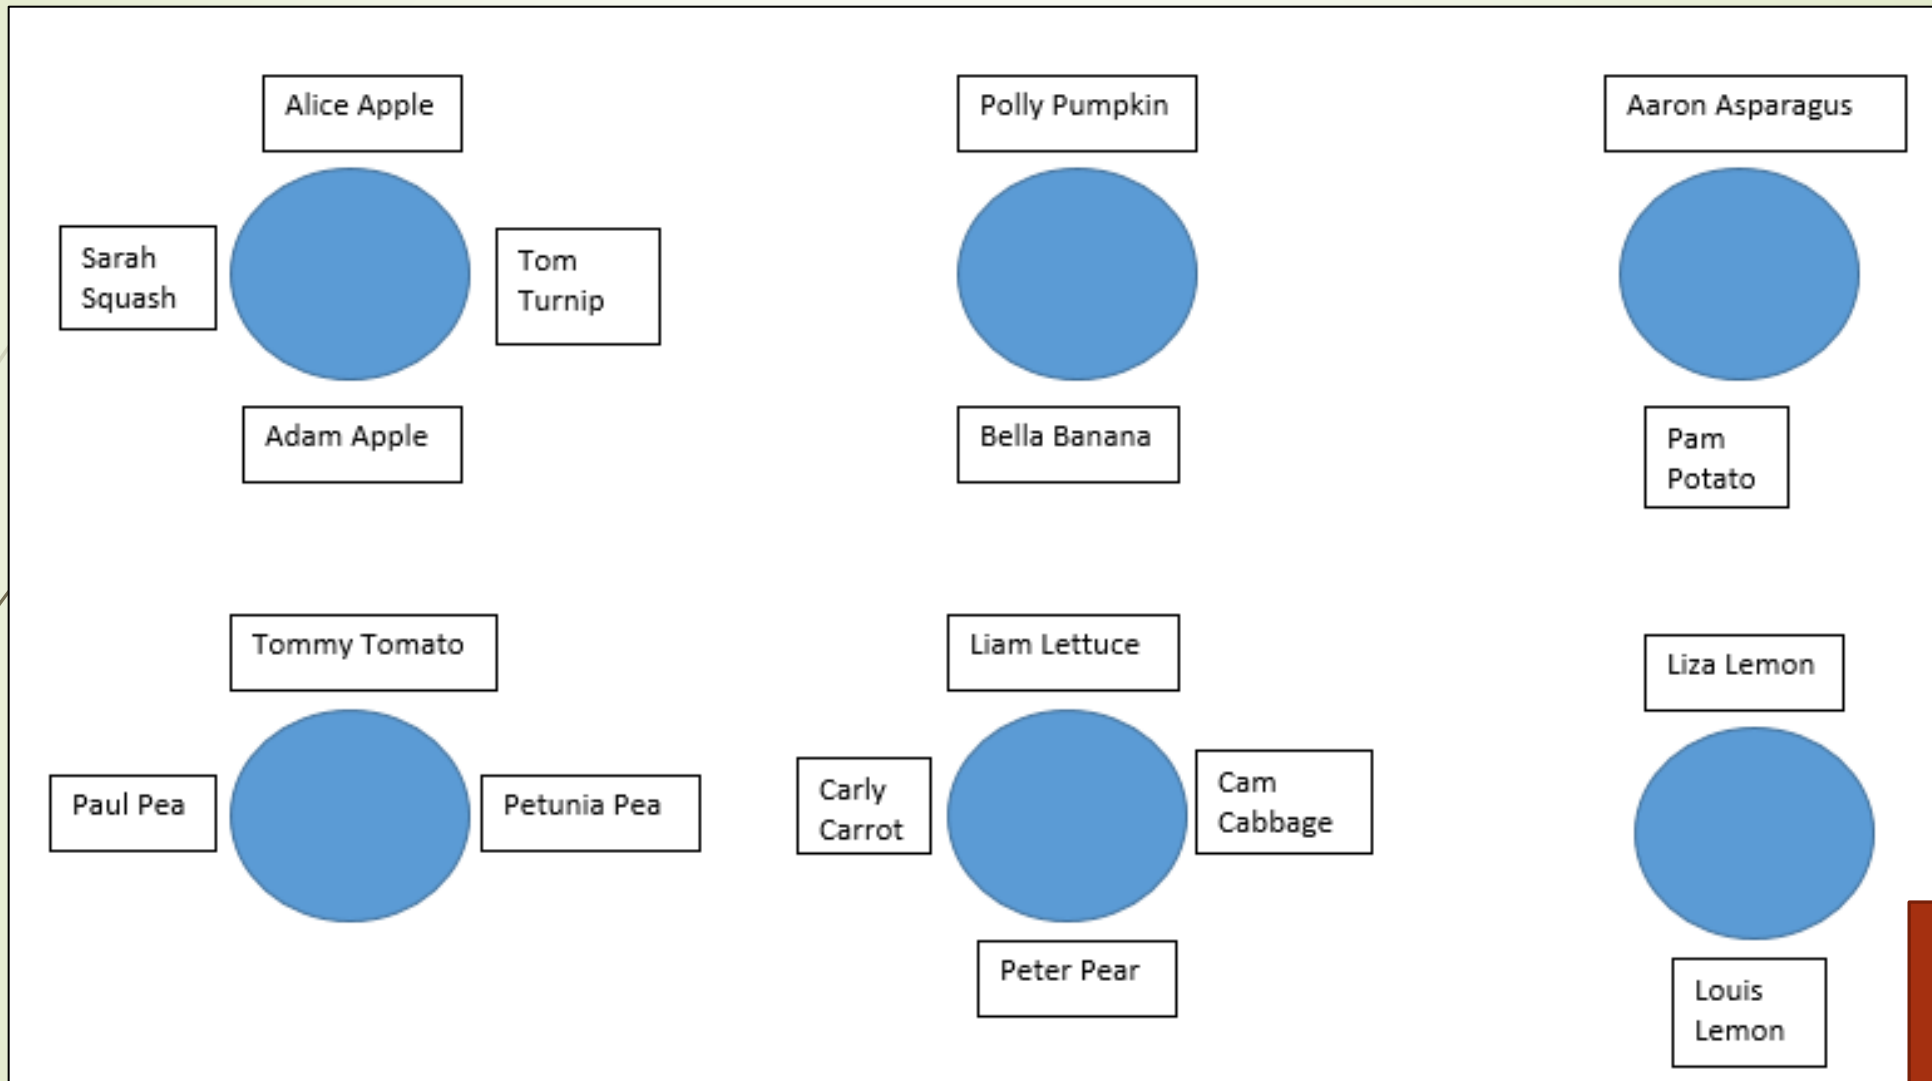 Alice Apple
Polly Pumpkin
Aaron Asparagus
Sarah
Squash
Tom
Turnip
Adam Apple
Bella Banana
Pam
Potato
Tommy Tomato
Liam Lettuce
Liza Lemon
Paul Pea
Petunia Pea
Carly
Carrot
Cam
Cabbage
Peter Pear
Louis
Lemon